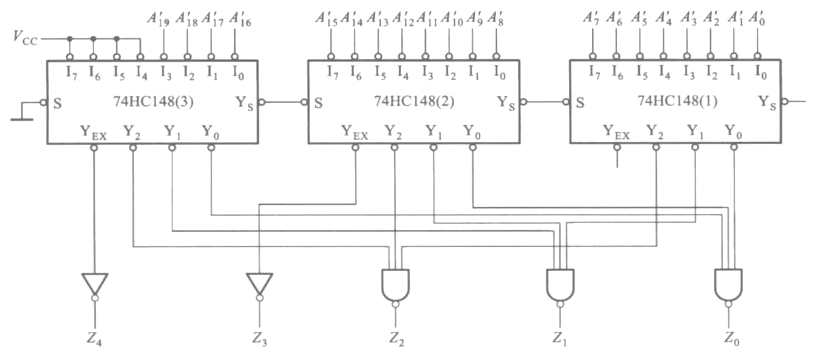 A′19 A′18 A′17 A′16 A′15 A′14 A′13 A′12 A′11 A′10 A′9 A′8 A′7 A′6 A′5 A′4 A′3 A′2 A′1 A′0
VCC
I7 I6 I5 I4 I3 I2 I1 I0 I7 I6 I5 I4 I3 I2 I1 I0 I7 I6 I5 I4 I3 I2 I1 I0
S 74HC148(3) YS S 74HC148(2) YS S 74HC148(1) YS
YEX Y2 Y1 Y0 YEX Y2 Y1 Y0 YEX Y2 Y1 Y0
Z4 Z3 Z2 Z1 Z0